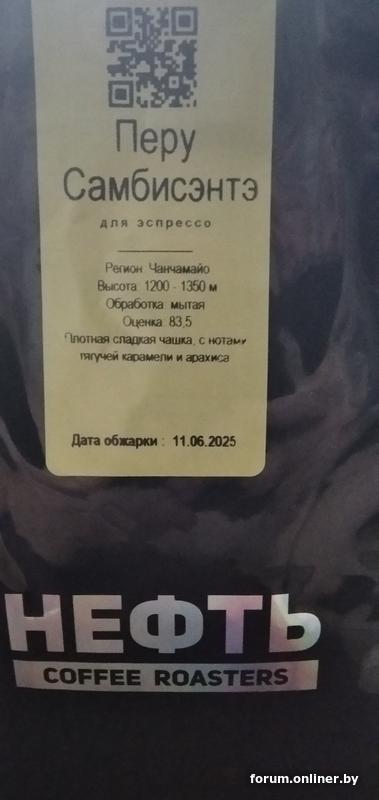 Перу
Самбисэнтэ
для эспрессо
Регион: Чанчамайо
Высота: 1200 - 1350 м
Обработка: мытая
Оценка: 83,5
Плотная сладкая чашка, с нотами
тягучей карамели и арахиса
Дата обжарки : 11.06.2025
НЕФТЬ
COFFEE ROASTERS
forum.onliner.by